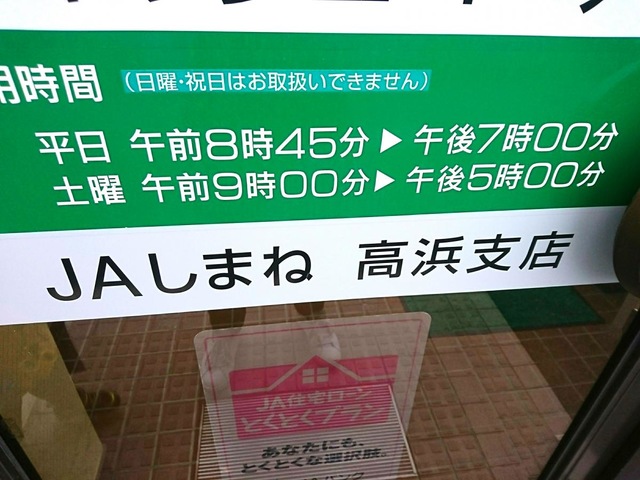 用時間 (日曜・祝日はお取扱いできません)
平日 午前8時45分▶午後7時00分
土曜 午前9時00分▶午後5時00分
JAしまね 高浜支店
JA住宅ローン
とくとくプラン
あなたにも、
とくとくな選択肢。